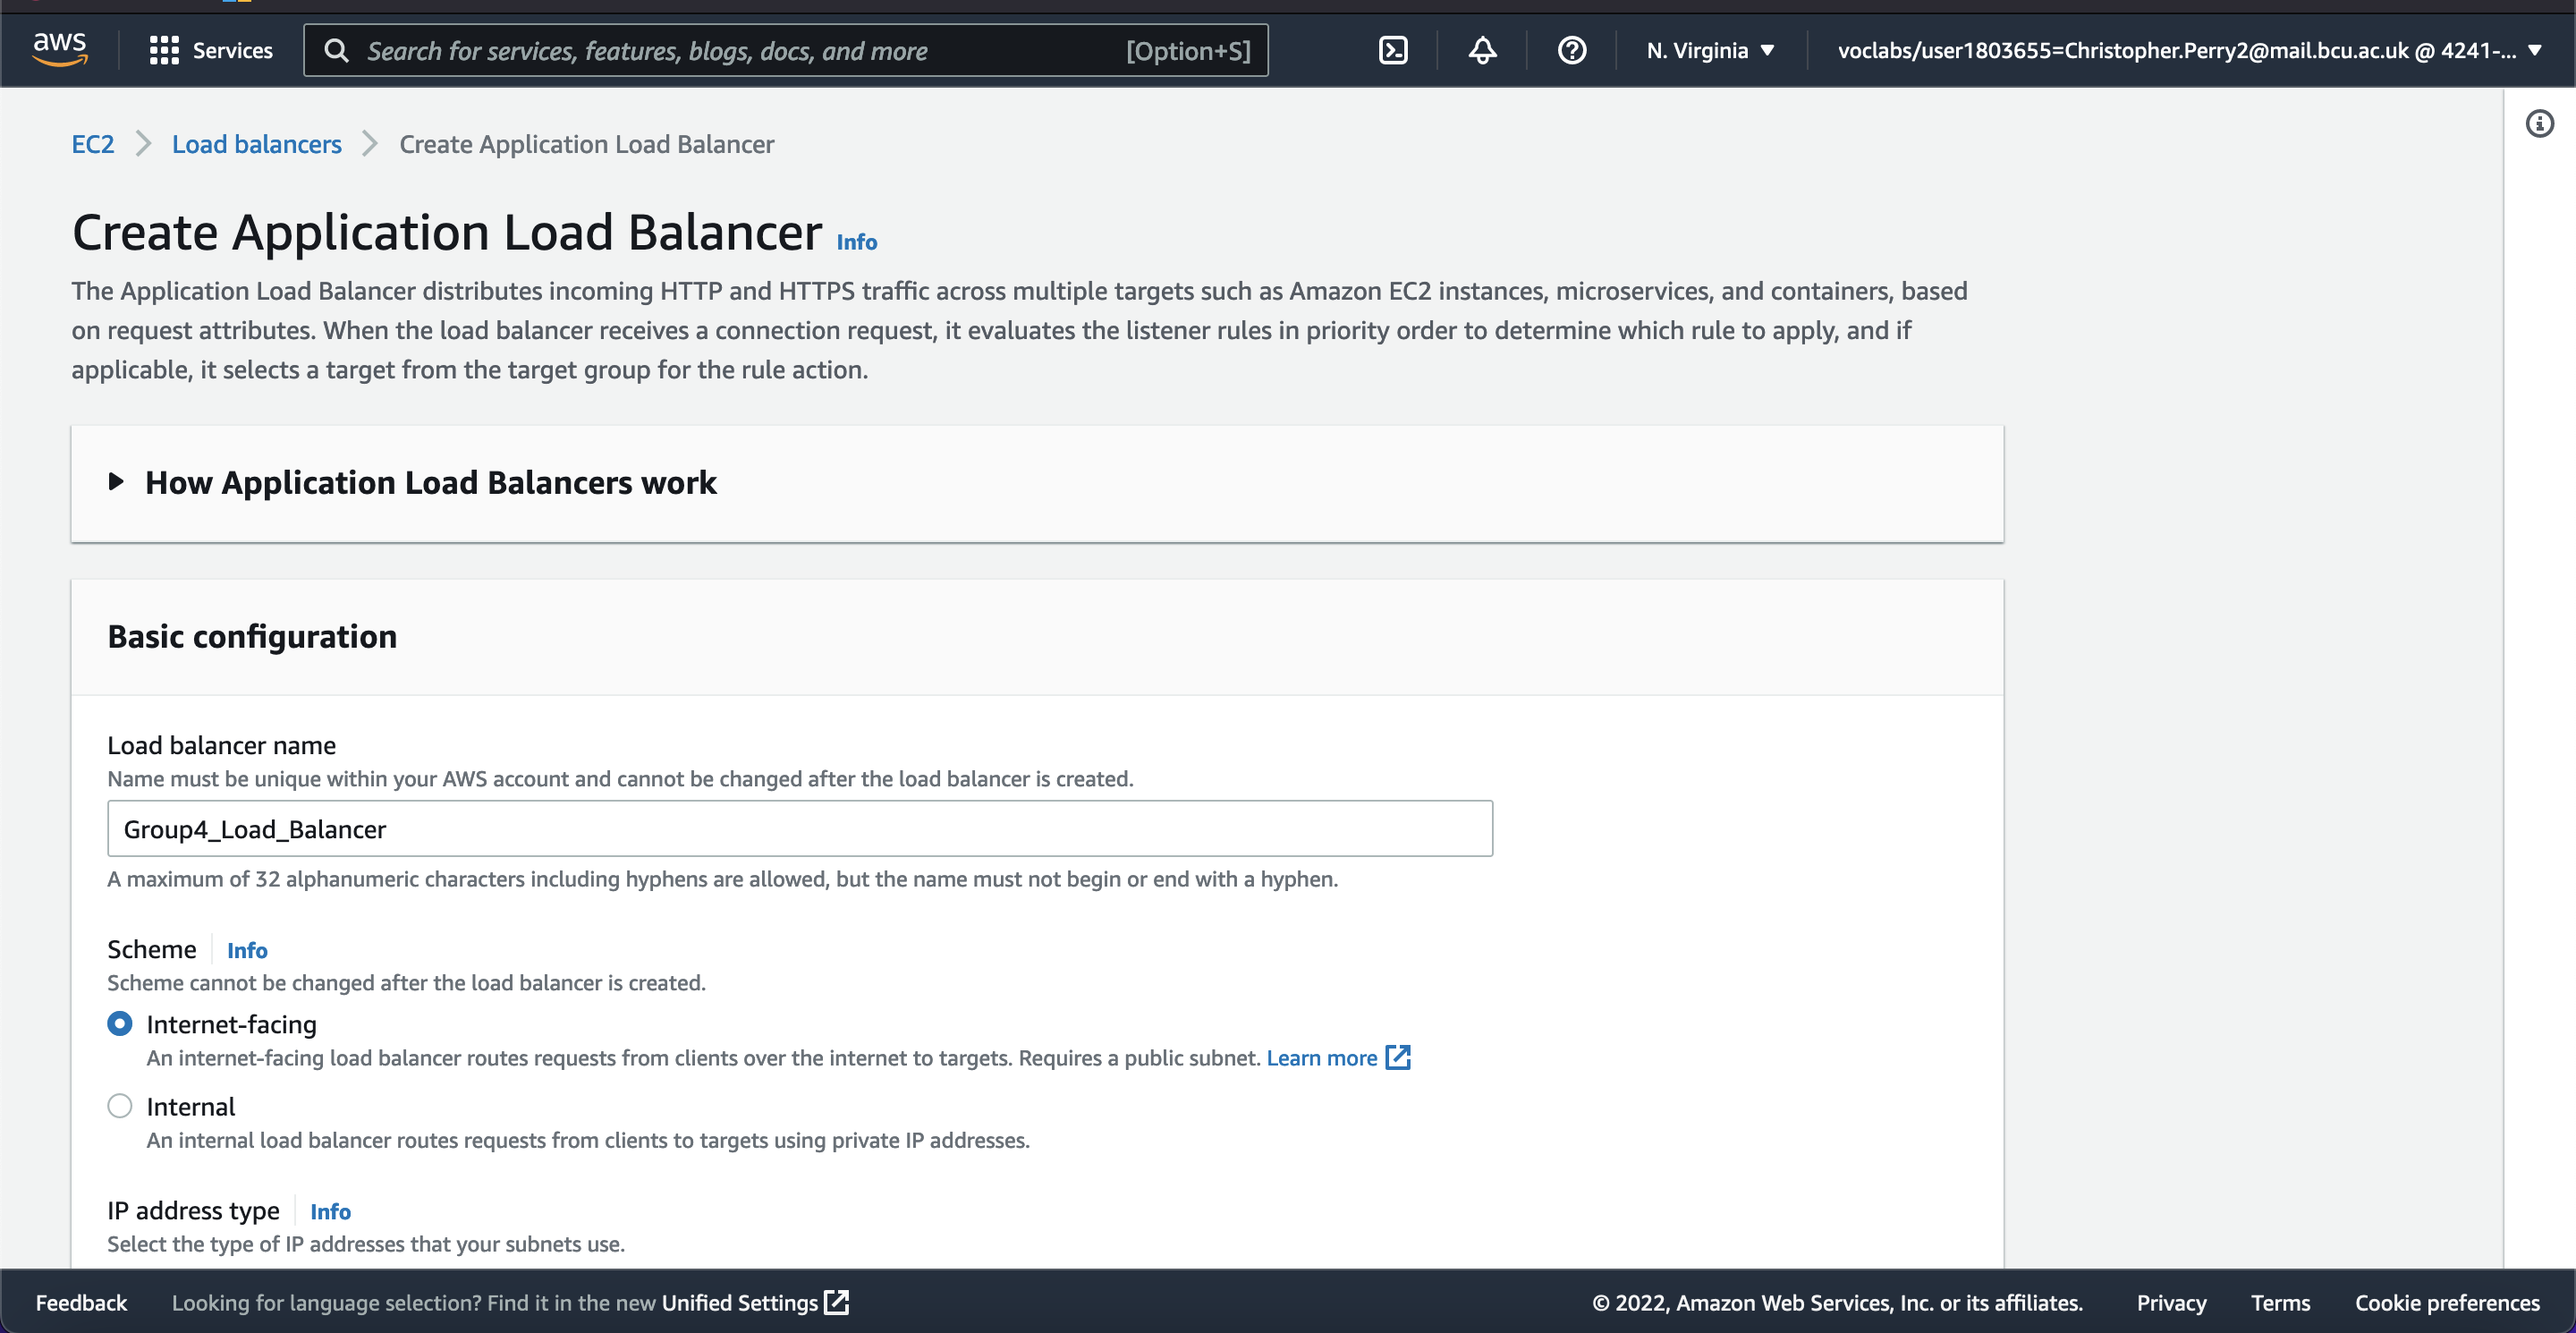 aws
Services
Search for services, features, blogs, docs, and more
[Option+S]
N. Virginia
voclabs/user1803655=Christopher.Perry2@mail.bcu.ac.uk @ 4241-...
EC2
Load balancers
Create Application Load Balancer
Create Application Load Balancer Info
The Application Load Balancer distributes incoming HTTP and HTTPS traffic across multiple targets such as Amazon EC2 instances, microservices, and containers, based
on request attributes. When the load balancer receives a connection request, it evaluates the listener rules in priority order to determine which rule to apply, and if
applicable, it selects a target from the target group for the rule action.
How Application Load Balancers work
Basic configuration
Load balancer name
Name must be unique within your AWS account and cannot be changed after the load balancer is created.
Group4_Load_Balancer
A maximum of 32 alphanumeric characters including hyphens are allowed, but the name must not begin or end with a hyphen.
Scheme Info
Scheme cannot be changed after the load balancer is created.
Internet-facing
An internet-facing load balancer routes requests from clients over the internet to targets. Requires a public subnet. Learn more
Internal
An internal load balancer routes requests from clients to targets using private IP addresses.
IP address type Info
Select the type of IP addresses that your subnets use.
Feedback
Looking for language selection? Find it in the new Unified Settings
© 2022, Amazon Web Services, Inc. or its affiliates.
Privacy
Terms
Cookie preferences